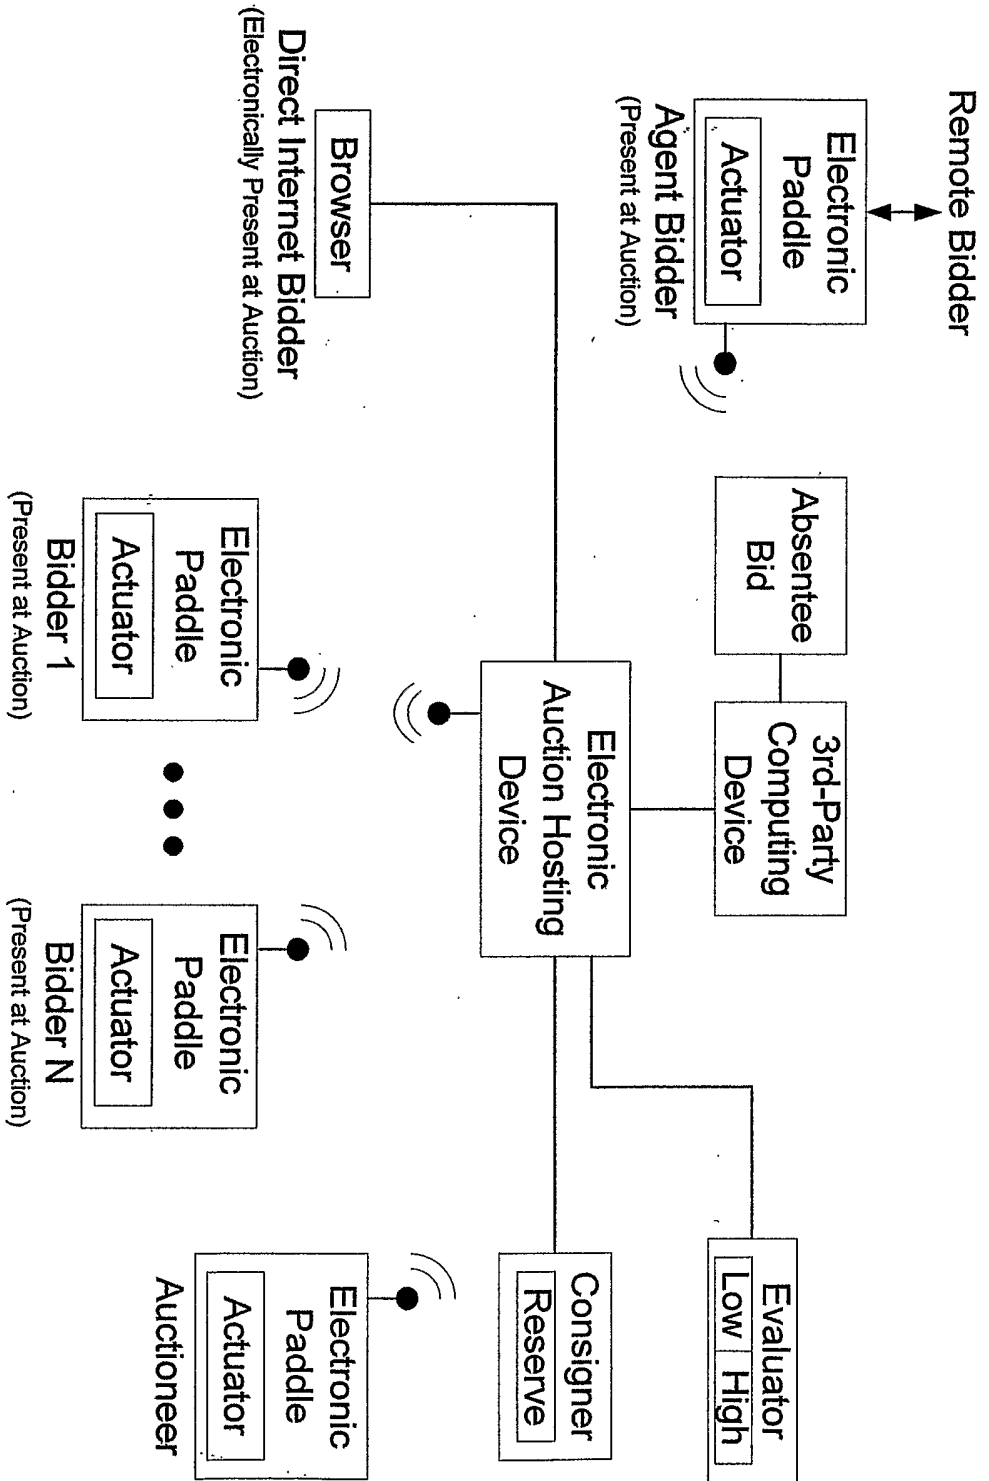 Remote Bidder
Electronic
Paddle
Actuator
Agent Bidder
(Present at Auction)
Absentee
Bid
3rd-Party
Computing
Device
Evaluator
Low High
Browser
Direct Internet Bidder
(Electronically Present at Auction)
Electronic
Auction Hosting
Device
Consigner
Reserve
Electronic
Paddle
Actuator
Bidder 1
(Present at Auction)
Electronic
Paddle
Actuator
Bidder N
(Present at Auction)
Electronic
Paddle
Actuator
Auctioneer